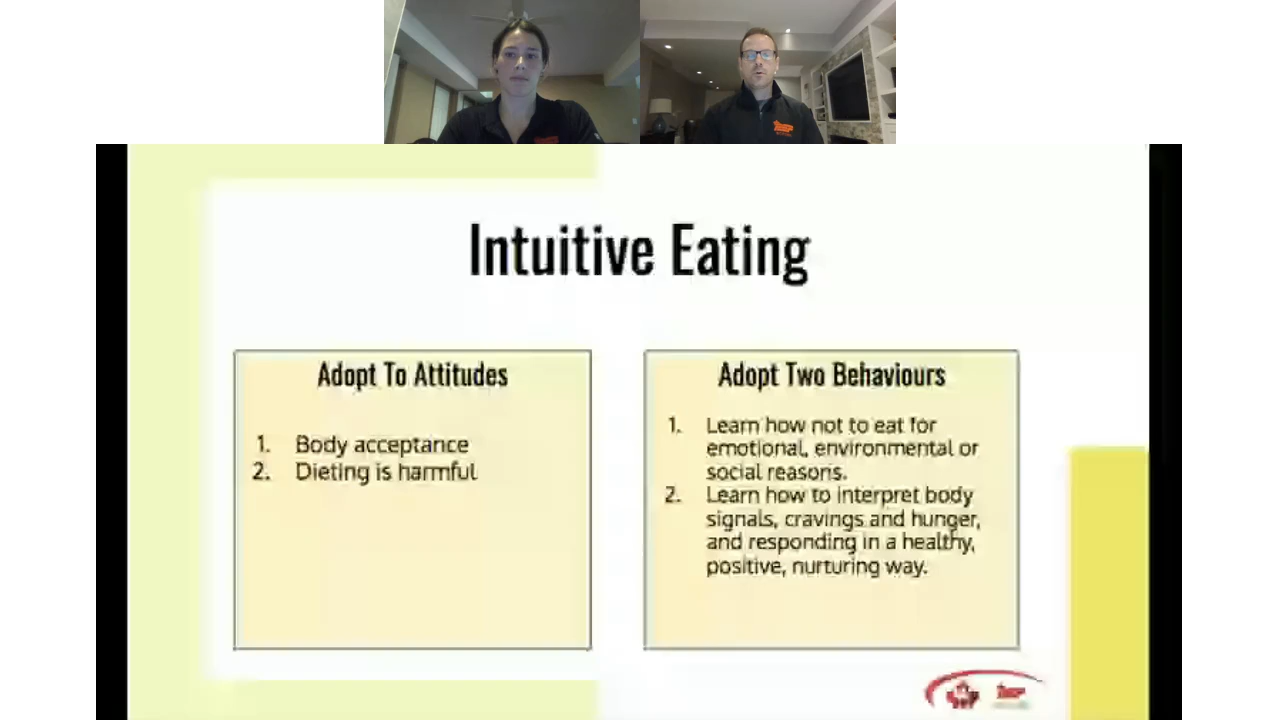 Intuitive Eating
Adopt To Attitudes
1. Body acceptance
2. Dieting is harmful
Adopt Two Behaviours
1. Learn how not to eat for
emotional, environmental or
social reasons.
2. Learn how to interpret body
signals, cravings and hunger,
and responding in a healthy,
positive, nurturing way.